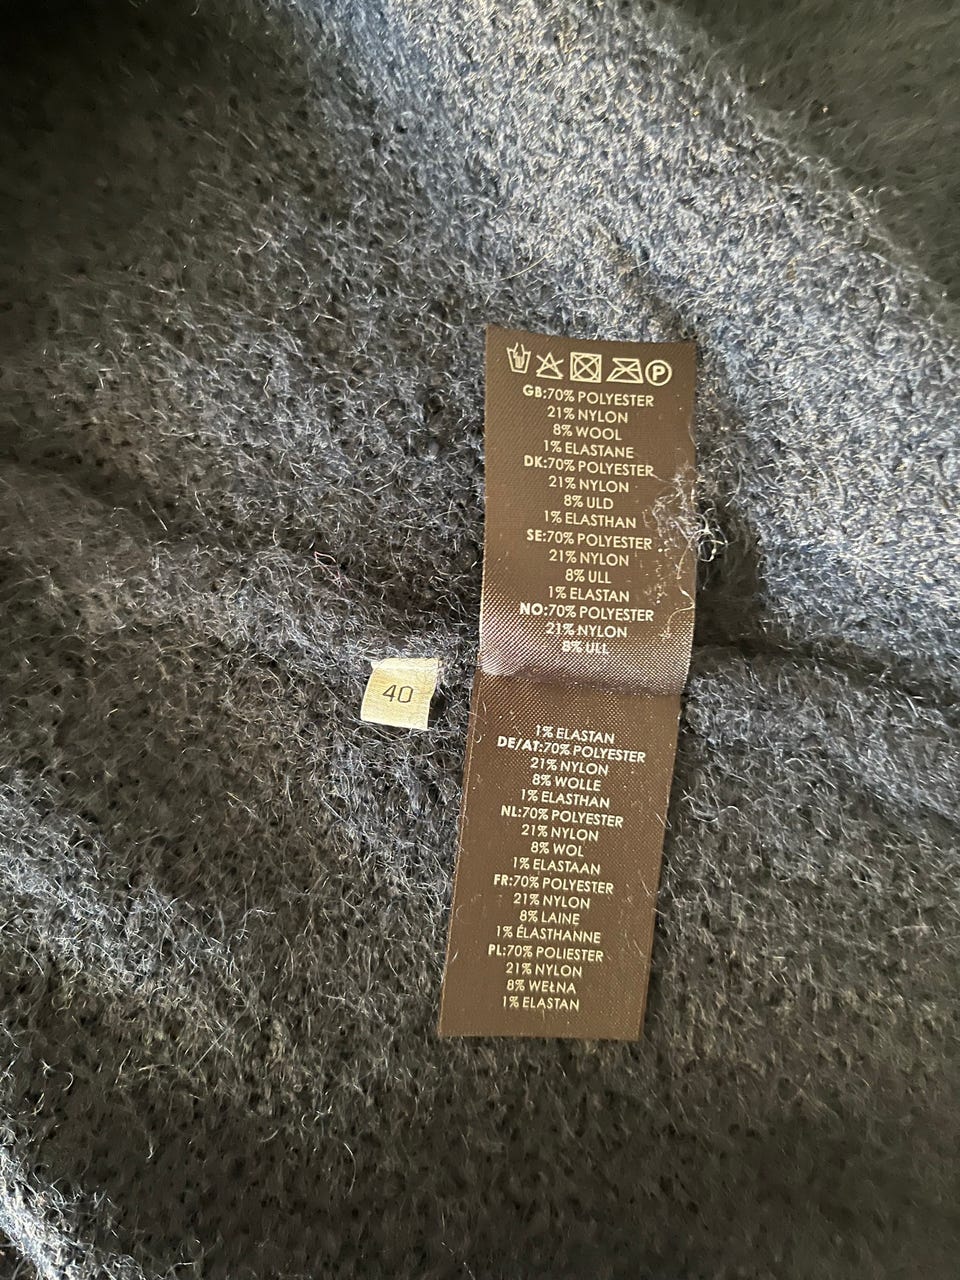 P
GB:70% POLYESTER
21% NYLON
8% WOOL
1% ELASTANE
DK:70% POLYESTER
21% NYLON
8% ULD
1% ELASTHAN
SE:70% POLYESTER
21% NYLON
8% ULL
1% ELASTAN
NO:70% POLYESTER
21% NYLON
8% ULL
40
1% ELASTAN
DE/AT:70% POLYESTER
21% NYLON
8% WOLLE
1% ELASTHAN
NL:70% POLYESTER
21% NYLON
8% WOL
1% ELASTAAN
FR:70% POLYESTER
21% NYLON
8% LAINE
1% ÉLASTHANNE
PL:70% POLIESTER
21% NYLON
8% WEŁNA
1% ELASTAN